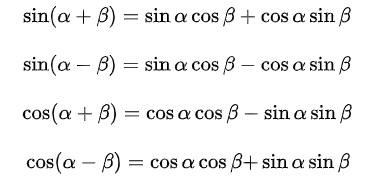 sin(α + β) = sin α cos β + cos α sin β
sin(α − β) = sin α cos β − cos α sin β
cos(α + β) = cos α cos β − sin α sin β
cos(α − β) = cos α cos β+ sin α sin β